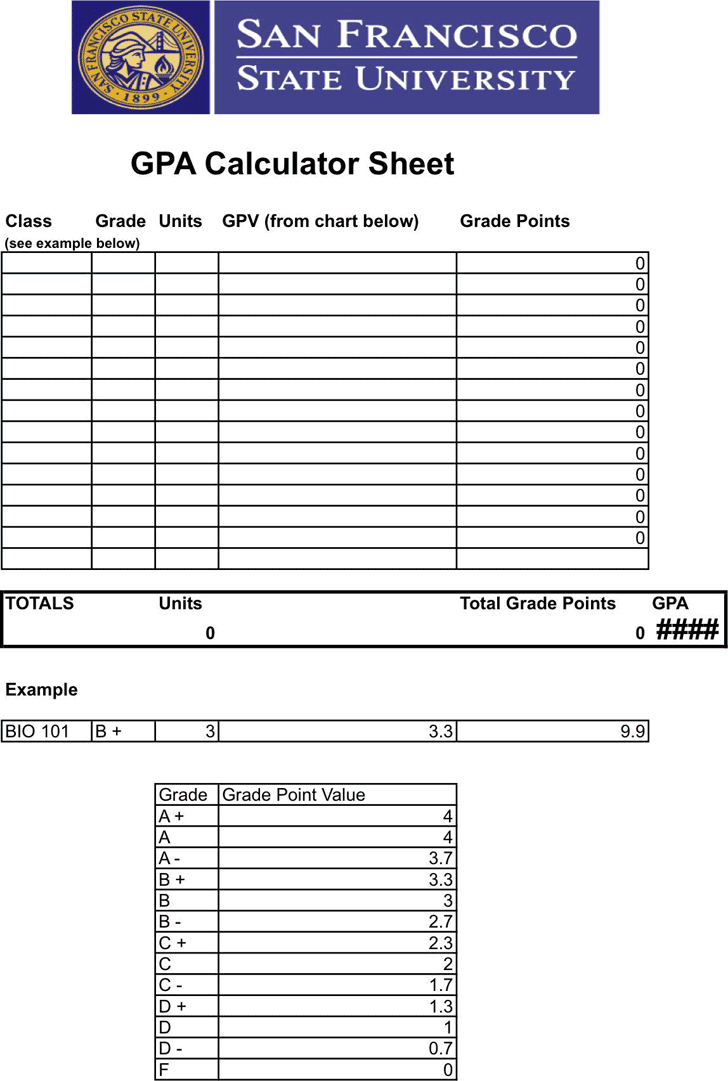 SAN FRANCISCO STATE UNIVERSITY
· 1899 ·
SAN FRANCISCO
STATE UNIVERSITY
GPA Calculator Sheet
Class Grade Units GPV (from chart below) Grade Points
(see example below)
0
0
0
0
0
0
0
0
0
0
0
0
0
0
TOTALS Units Total Grade Points GPA
0 0 ####
Example
BIO 101 B + 3 3.3 9.9
Grade Grade Point Value
A + 4
A 4
A - 3.7
B + 3.3
B 3
B - 2.7
C + 2.3
C 2
C - 1.7
D + 1.3
D 1
D - 0.7
F 0